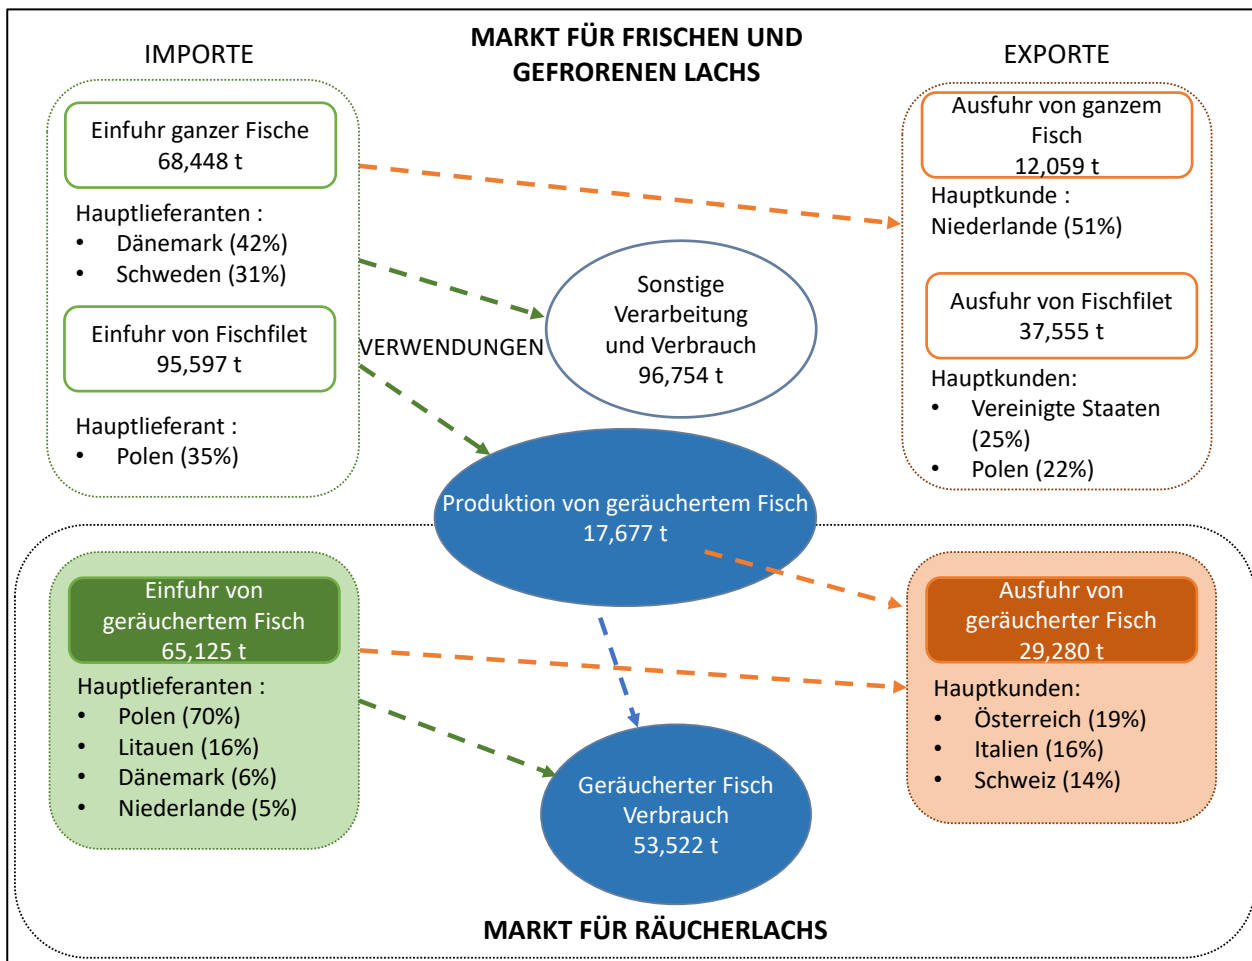 MARKT FÜR FRISCHEN UND
GEFRORENEN LACHS
IMPORTE
Einfuhr ganzer Fische
68,448 t
Hauptlieferanten :
• Dänemark (42%)
• Schweden (31%)
Einfuhr von Fischfilet
95,597 t
Hauptlieferant :
• Polen (35%)
VERWENDUNGEN
Sonstige
Verarbeitung
und Verbrauch
96,754 t
EXPORTE
Ausfuhr von ganzem
Fisch
12,059 t
Hauptkunde :
Niederlande (51%)
Ausfuhr von Fischfilet
37,555 t
Hauptkunden:
• Vereinigte Staaten
(25%)
• Polen (22%)
Produktion von geräuchertem Fisch
17,677 t
Einfuhr von
geräuchertem Fisch
65,125 t
Hauptlieferanten :
• Polen (70%)
• Litauen (16%)
• Dänemark (6%)
• Niederlande (5%)
Geräucherter Fisch
Verbrauch
53,522 t
Ausfuhr von
geräucherter Fisch
29,280 t
Hauptkunden:
• Österreich (19%)
• Italien (16%)
• Schweiz (14%)
MARKT FÜR RÄUCHERLACHS